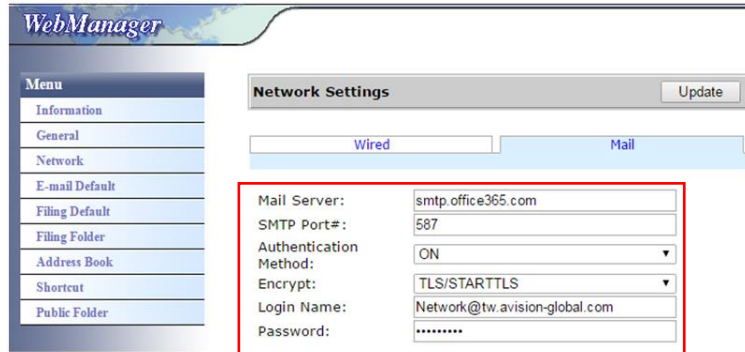 WebManager
Menu
Information
General
Network
E-mail Default
Filing Default
Filing Folder
Address Book
Shortcut
Public Folder
Network Settings
Update
Wired
Mail
Mail Server: smtp.office365.com
SMTP Port#: 587
Authentication
Method: ON
Encrypt: TLS/STARTTLS
Login Name: Network@tw.avision-global.com
Password: •••••••••